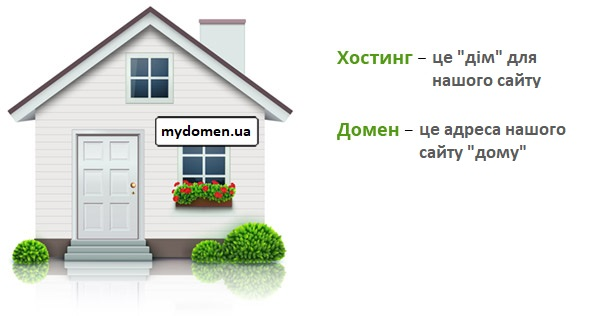 mydomen.ua
Хостинг – це "дім" для
нашого сайту
Домен – це адреса нашого
сайту "дому"